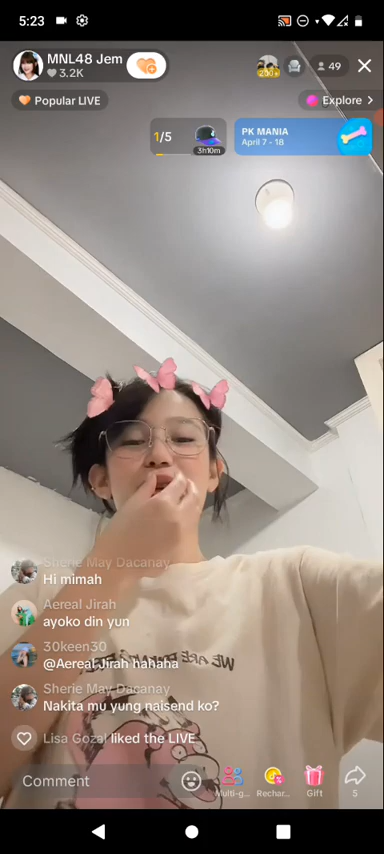 5:23
MNL48 Jem
3.2K
49
Popular LIVE
Explore >
1/5
3h10m
PK MANIA
April 7 - 18
Sherie May Dacanay
Hi mimah
Aereal Jirah
ayoko din yun
30keen30
@Aereal Jirah hahaha
Sherie May Dacanay
Nakita mu yung naisend ko?
Lisa Gozal liked the LIVE
Comment
Multi-g...
Rechar...
Gift
5